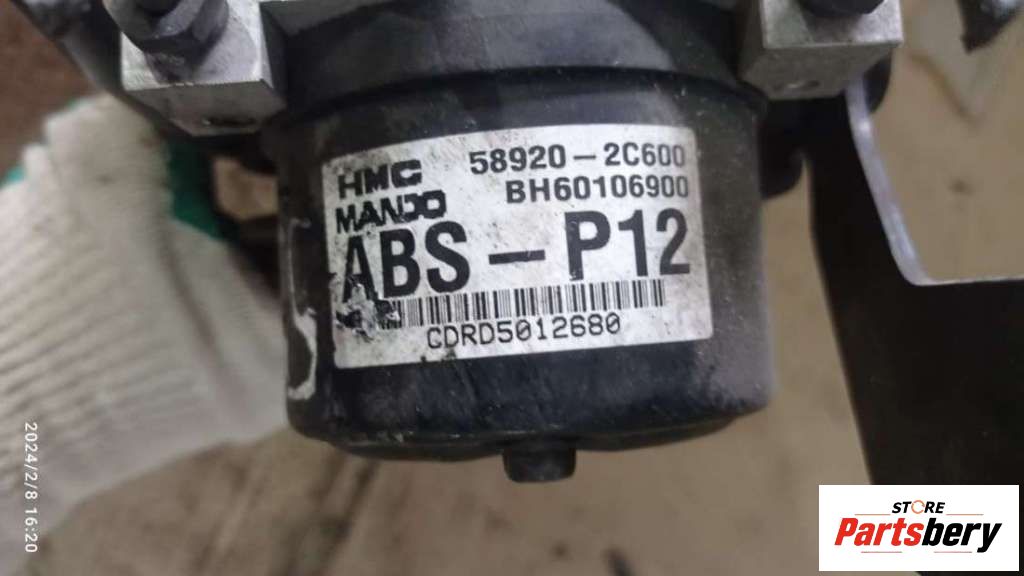 HMC 58920-2C600
MANDO BH60106900
ABS-P12
CDRD5012680
2024/2/8 16:20
STORE
Partsbery